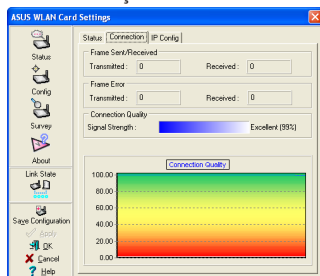 ASUS WLAN Card Settings
Status
Config
Survey
About
Link State
Save Configuration
Apply
OK
Cancel
Help
Status Connection IP Config
Frame Sent/Received
Transmitted : 0 Received : 0
Frame Error
Transmitted : 0 Received : 0
Connection Quality
Signal Strength : Excellent (99%)
Connection Quality
100.00
80.00
60.00
40.00
20.00
0.00